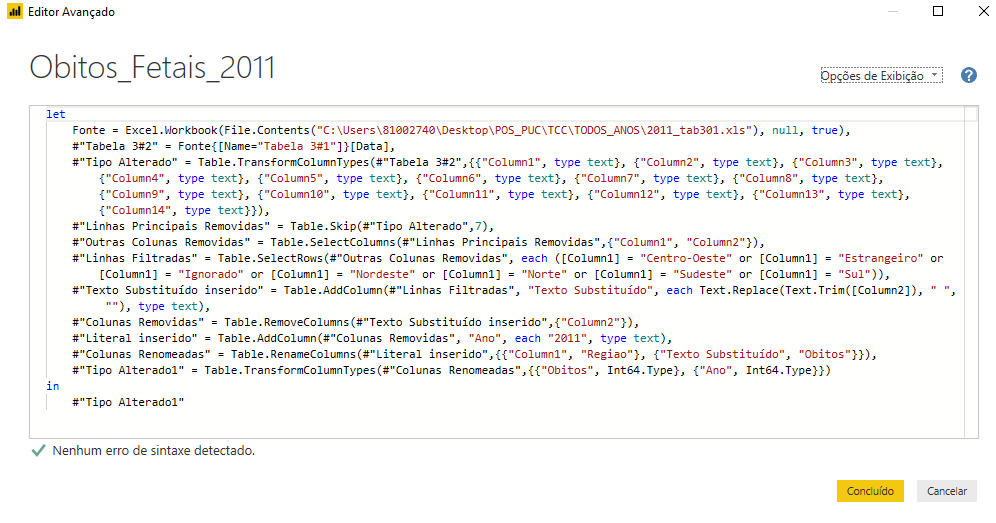 Editor Avançado
Obitos_Fetais_2011
Opções de Exibição
?
let
Fonte = Excel.Workbook(File.Contents("C:\Users\81002740\Desktop\POS_PUC\TCC\TODOS_ANOS\2011_tab301.xls"), null, true),
#"Tabela 3#2" = Fonte{[Name="Tabela 3#1"]}[Data],
#"Tipo Alterado" = Table.TransformColumnTypes(#"Tabela 3#2",{{"Column1", type text}, {"Column2", type text}, {"Column3", type text},
{"Column4", type text}, {"Column5", type text}, {"Column6", type text}, {"Column7", type text}, {"Column8", type text},
{"Column9", type text}, {"Column10", type text}, {"Column11", type text}, {"Column12", type text}, {"Column13", type text},
{"Column14", type text}}),
#"Linhas Principais Removidas" = Table.Skip(#"Tipo Alterado",7),
#"Outras Colunas Removidas" = Table.SelectColumns(#"Linhas Principais Removidas",{"Column1", "Column2"}),
#"Linhas Filtradas" = Table.SelectRows(#"Outras Colunas Removidas", each ([Column1] = "Centro-Oeste" or [Column1] = "Estrangeiro" or
[Column1] = "Ignorado" or [Column1] = "Nordeste" or [Column1] = "Norte" or [Column1] = "Sudeste" or [Column1] = "Sul")),
#"Texto Substituído inserido" = Table.AddColumn(#"Linhas Filtradas", "Texto Substituído", each Text.Replace(Text.Trim([Column2]), " ",
""), type text),
#"Colunas Removidas" = Table.RemoveColumns(#"Texto Substituído inserido",{"Column2"}),
#"Literal inserido" = Table.AddColumn(#"Colunas Removidas", "Ano", each "2011", type text),
#"Colunas Renomeadas" = Table.RenameColumns(#"Literal inserido",{{"Column1", "Regiao"}, {"Texto Substituído", "Obitos"}}),
#"Tipo Alterado1" = Table.TransformColumnTypes(#"Colunas Renomeadas",{{"Obitos", Int64.Type}, {"Ano", Int64.Type}})
in
#"Tipo Alterado1"
Nenhum erro de sintaxe detectado.
Concluído
Cancelar